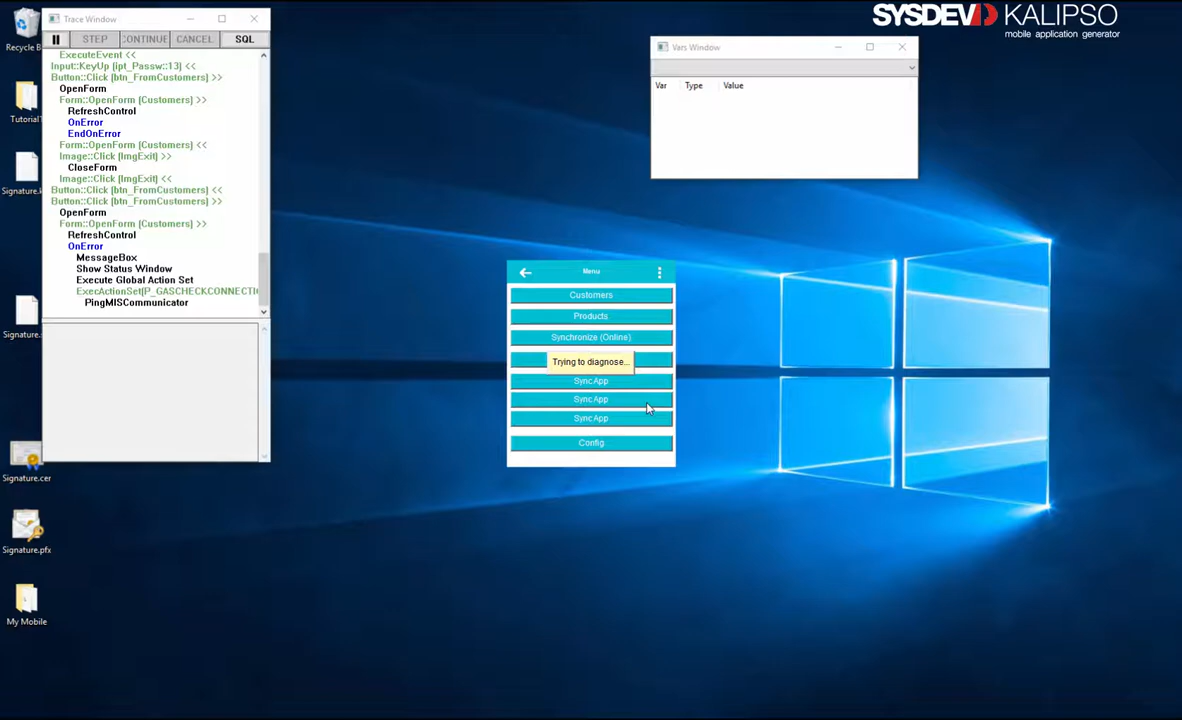 SYSDEV KALIPSO
mobile application generator
Recycle B
Tutorial
Signature.
Signature.
Signature.cer
Signature.pfx
My Mobile
Trace Window
STEP
CONTINUE
CANCEL
SQL
ExecuteEvent <<
Input::KeyUp [ipt_Passw::13] <<
Button::Click [btn_FromCustomers] >>
OpenForm
Form::OpenForm [Customers] >>
RefreshControl
OnError
EndOnError
Form::OpenForm [Customers] <<
Image::Click [ImgExit] >>
CloseForm
Image::Click [ImgExit] <<
Button::Click [btn_FromCustomers] <<
Button::Click [btn_FromCustomers] >>
OpenForm
Form::OpenForm [Customers] >>
RefreshControl
OnError
MessageBox
Show Status Window
Execute Global Action Set
ExecActionSet[P_GASCHECKCONNECTI
PingMISCommunicator
Vars Window
Var Type Value
Menu
Customers
Products
Synchronize (Online)
Trying to diagnose...
Sync App
Sync App
Sync App
Config